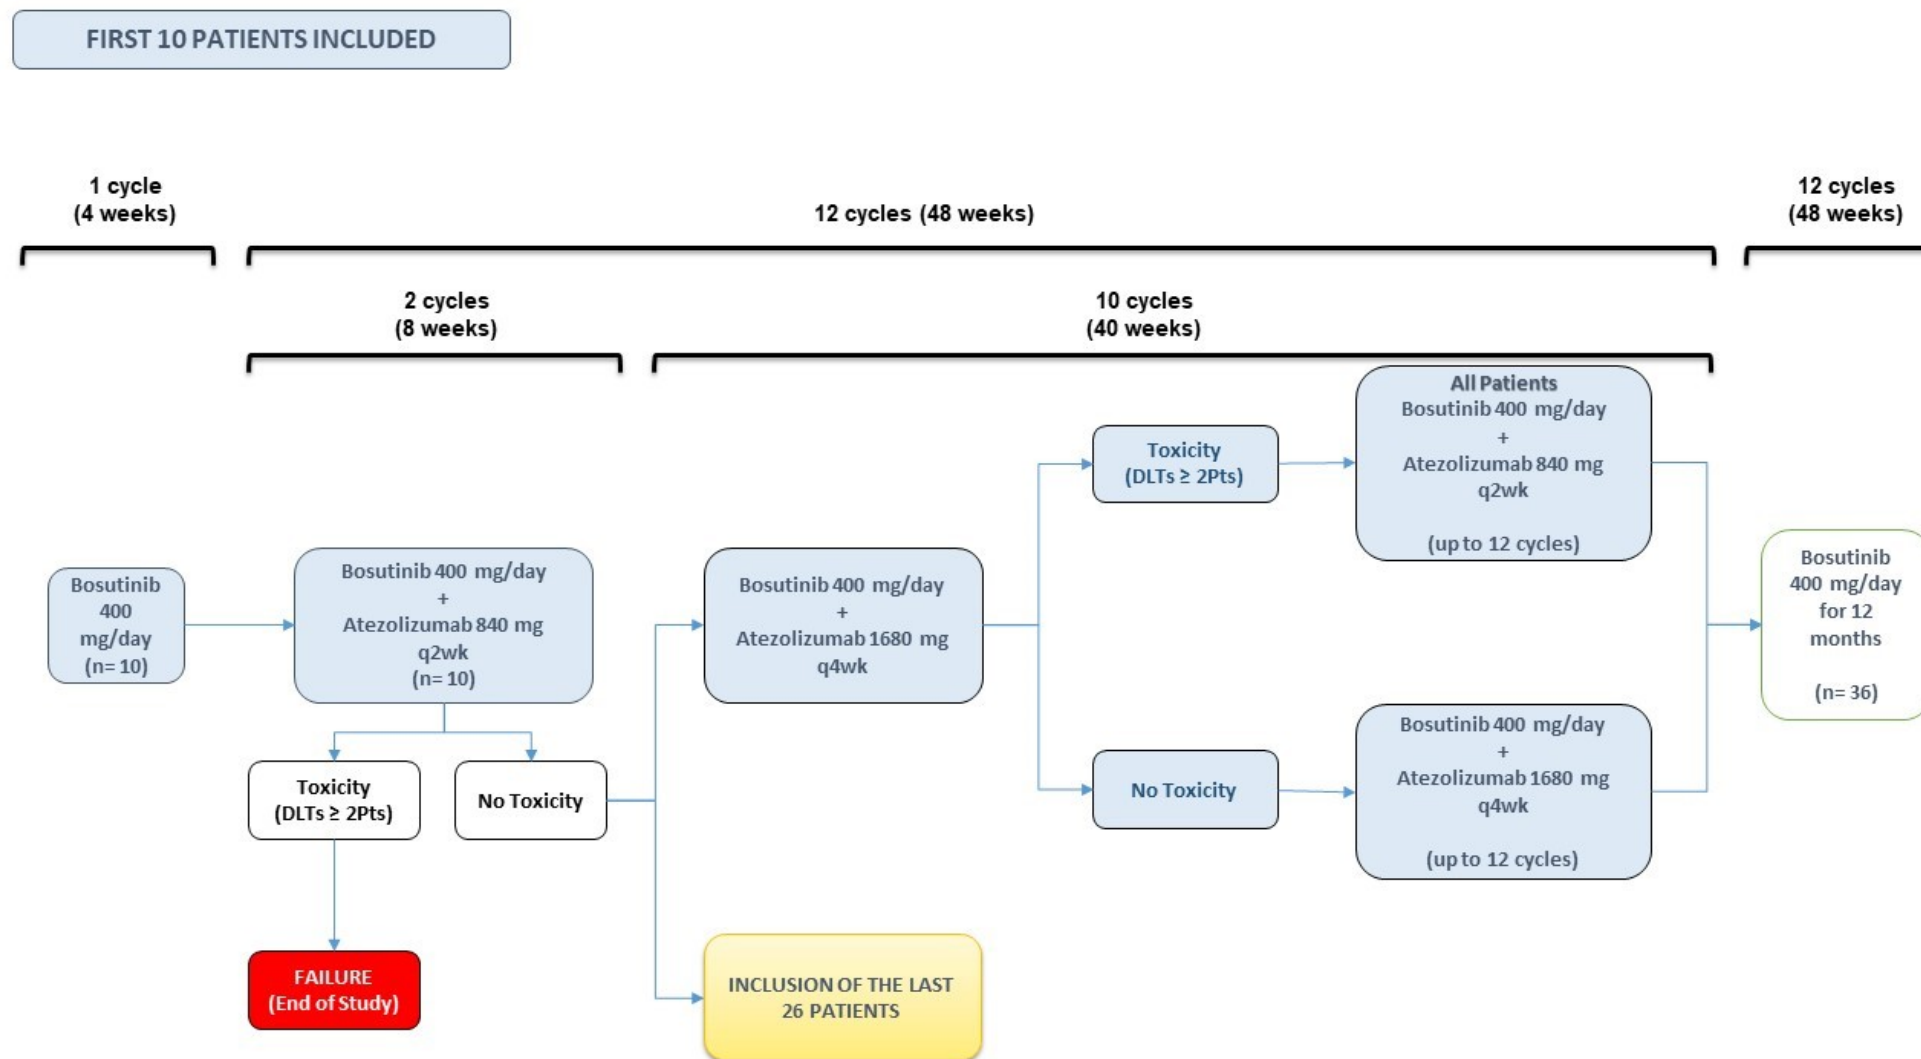 FIRST 10 PATIENTS INCLUDED
1 cycle
(4 weeks)
12 cycles (48 weeks)
12 cycles
(48 weeks)
2 cycles
(8 weeks)
10 cycles
(40 weeks)
Bosutinib
400
mg/day
(n= 10)
Bosutinib 400 mg/day
+
Atezolizumab 840 mg
q2wk
(n= 10)
Toxicity
(DLTs ≥ 2Pts)
No Toxicity
FAILURE
(End of Study)
Bosutinib 400 mg/day
+
Atezolizumab 1680 mg
q4wk
INCLUSION OF THE LAST
26 PATIENTS
Toxicity
(DLTs ≥ 2Pts)
No Toxicity
All Patients
Bosutinib 400 mg/day
+
Atezolizumab 840 mg
q2wk
(up to 12 cycles)
Bosutinib 400 mg/day
+
Atezolizumab 1680 mg
q4wk
(up to 12 cycles)
Bosutinib
400 mg/day
for 12
months
(n= 36)